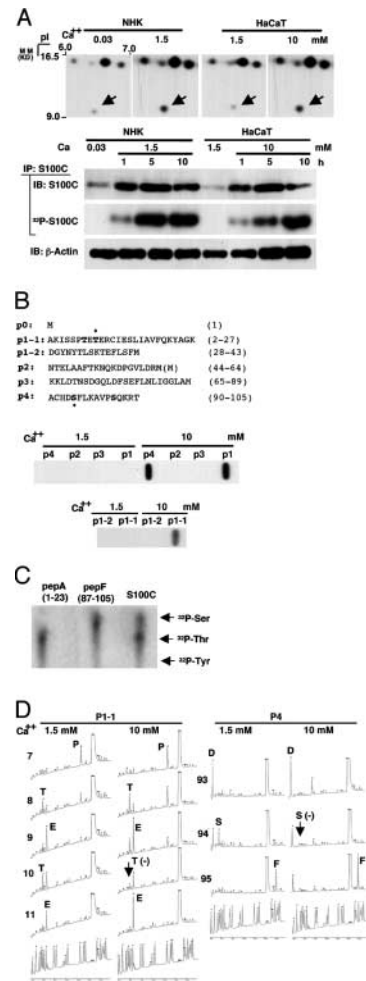 A
NHK HaCaT
Ca++ 0.03 1.5 1.5 10 mM
pI 6.0 7.0
MM (KD) 16.5
9.0
NHK HaCaT
Ca 0.03 1.5 1.5 10 mM
1 5 10 1 5 10 h
IP: S100C
IB: S100C
32P-S100C
IB: β-Actin
B
p0: M (1)
p1-1: AKISSPTETERCIESLIAVFQKYAGK (2-27)
p1-2: DGYNYTLSKTEFLSFM (28-43)
p2: NTELAAFTKNQKDPGVLDRM(M) (44-64)
p3: KKLDTNSDGQLDFSEFLNLIGGLAM (65-89)
p4: ACHDSFLKAVPSQKRT (90-105)
Ca++ 1.5 10 mM
p4 p2 p3 p1 p4 p2 p3 p1
Ca++ 1.5 10 mM
p1-2 p1-1 p1-2 p1-1
C
pepA (1-23) pepF (87-105) S100C
32P-Ser
32P-Thr
32P-Tyr
D
P1-1 P4
Ca++ 1.5 mM 10 mM 1.5 mM 10 mM
7 P P
93 D D
8 T T
94 S S (-)
9 E E
10 T T (-)
95 F F
11 E E